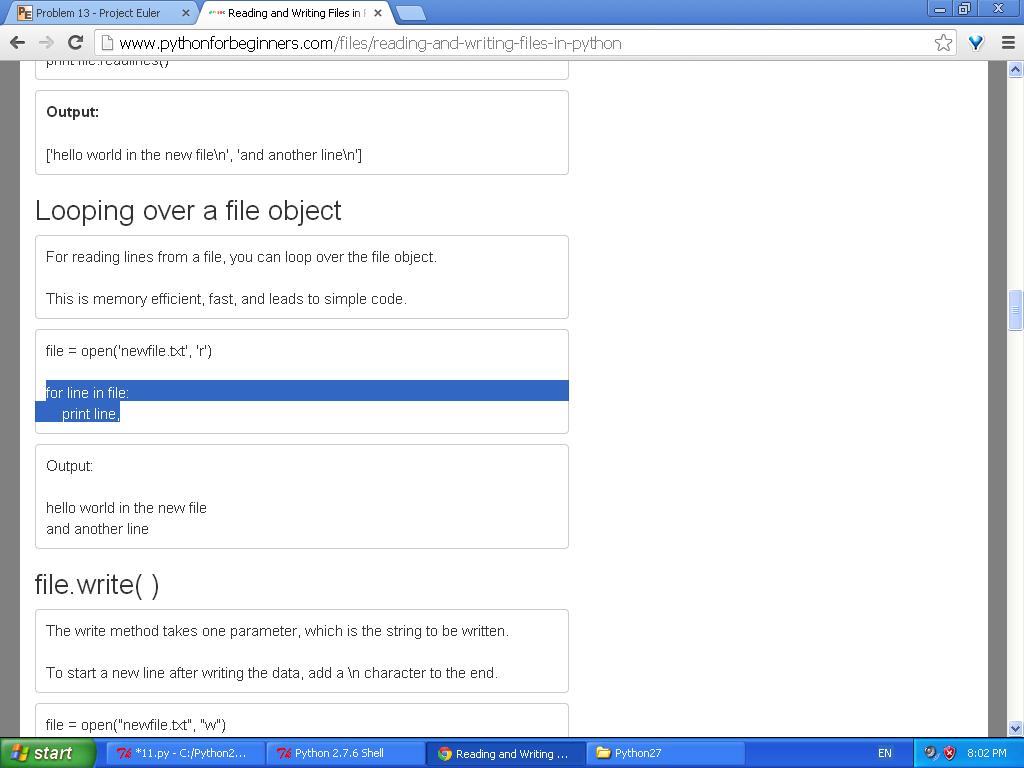 Problem 13 - Project Euler
Reading and Writing Files in
www.pythonforbeginners.com/files/reading-and-writing-files-in-python
print file.readlines()
Output:
['hello world in the new file\n', 'and another line\n']
Looping over a file object
For reading lines from a file, you can loop over the file object.
This is memory efficient, fast, and leads to simple code.
file = open('newfile.txt', 'r')
for line in file:
print line,
Output:
hello world in the new file
and another line
file.write( )
The write method takes one parameter, which is the string to be written.
To start a new line after writing the data, add a \n character to the end.
file = open("newfile.txt", "w")
start
*11.py - C:/Python2...
Python 2.7.6 Shell
Reading and Writing ...
Python27
EN
8:02 PM